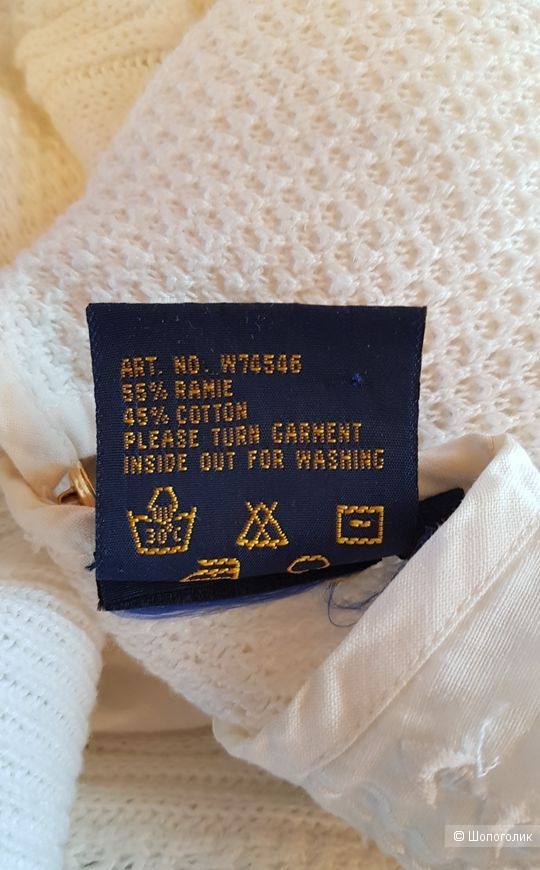 ART. NO. W74546
55% RAMIE
45% COTTON
PLEASE TURN GARMENT
INSIDE OUT FOR WASHING
30°C
© Шопоголик